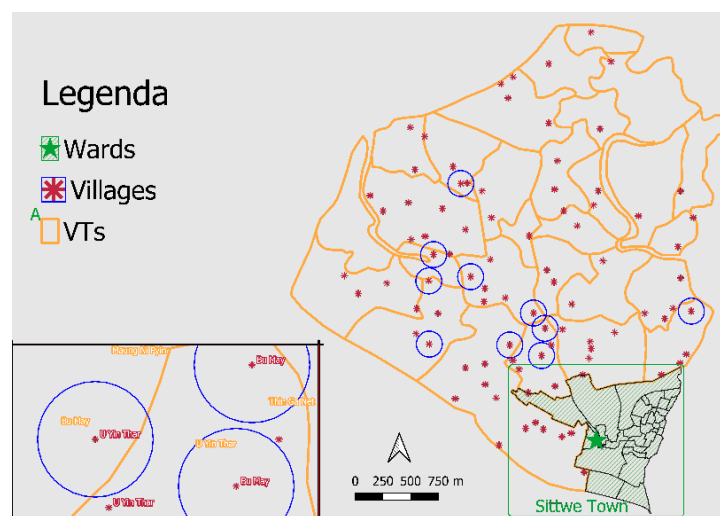 Legenda
Wards
Villages
A
VTs
Maung Ni Pyin
Bu May
Thin Ga Net
Bu May
U Yin Thar
U Yin Thar
Bu May
U Yin Thar
0 250 500 750 m
Sittwe Town